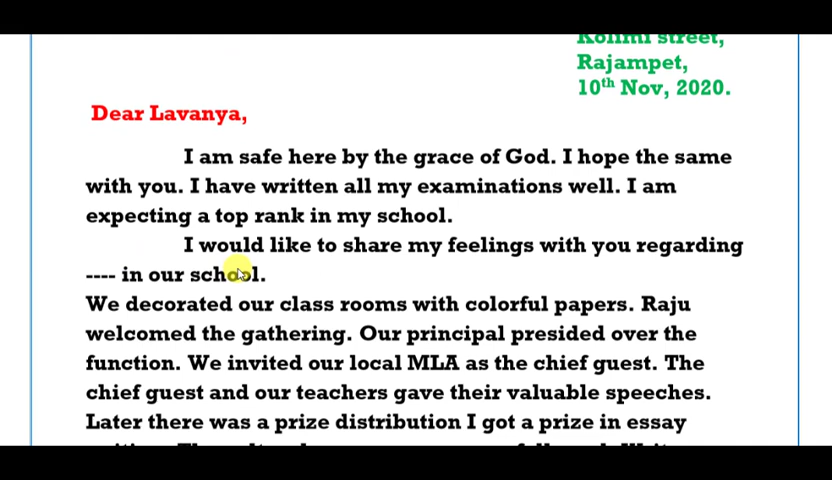 Kolimi street,
Rajampet,
10th Nov, 2020.
Dear Lavanya,
I am safe here by the grace of God. I hope the same
with you. I have written all my examinations well. I am
expecting a top rank in my school.
I would like to share my feelings with you regarding
---- in our school.
We decorated our class rooms with colorful papers. Raju
welcomed the gathering. Our principal presided over the
function. We invited our local MLA as the chief guest. The
chief guest and our teachers gave their valuable speeches.
Later there was a prize distribution I got a prize in essay